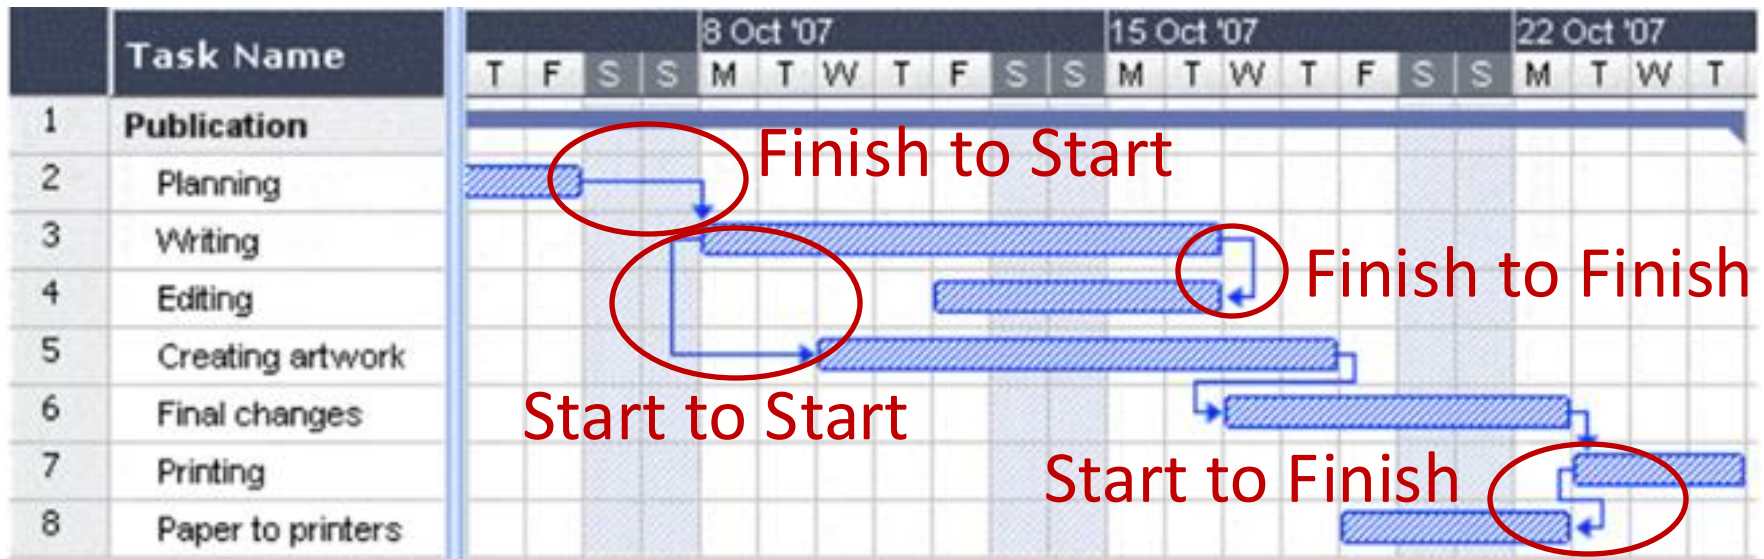 8 Oct '07 15 Oct '07 22 Oct '07
Task Name
T F S S M T W T F S S M T W T F S S M T W T
1 Publication
Finish to Start
2 Planning
3 Writing
Finish to Finish
4 Editing
5 Creating artwork
Start to Start
6 Final changes
7 Printing
Start to Finish
8 Paper to printers